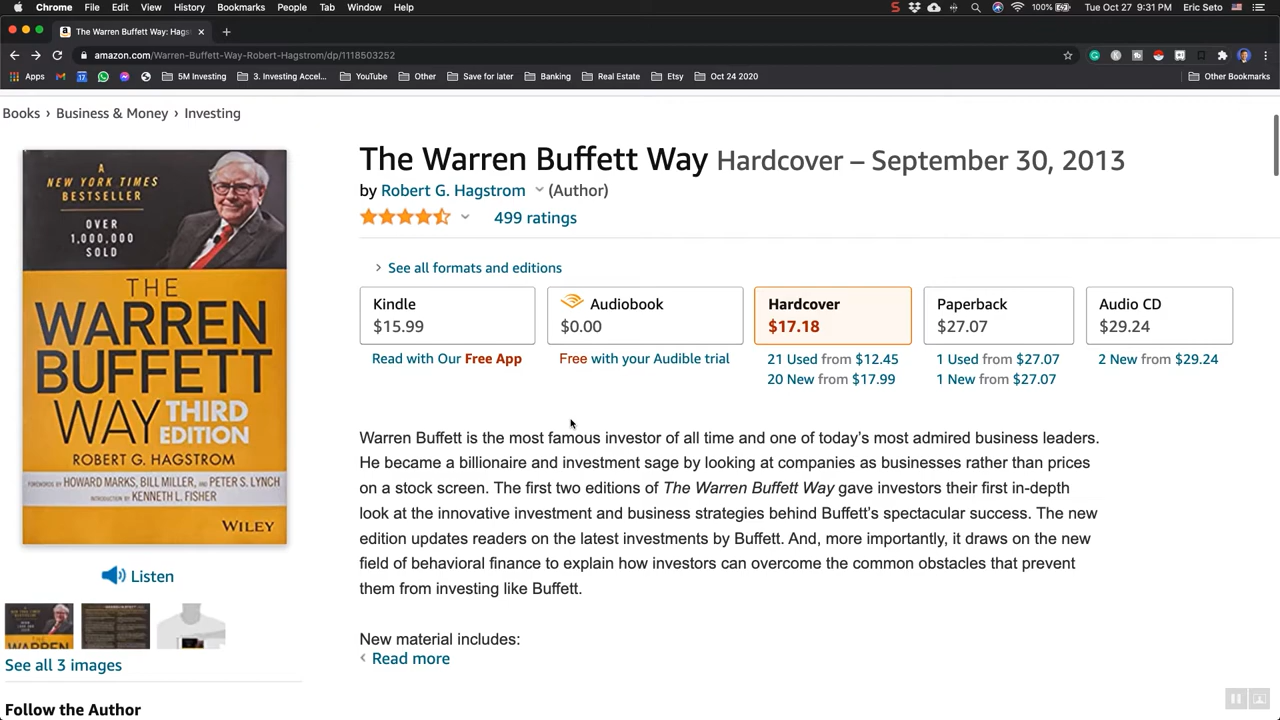 Chrome File Edit View History Bookmarks People Tab Window Help 100% Tue Oct 27 9:31 PM Eric Seto
The Warren Buffett Way: Hags
amazon.com/Warren-Buffett-Way-Robert-Hagstrom/dp/1118503252
Apps 5M Investing 3. Investing Accel... YouTube Other Save for later Banking Real Estate Etsy Oct 24 2020 Other Bookmarks
Books › Business & Money › Investing
The Warren Buffett Way Hardcover – September 30, 2013
by Robert G. Hagstrom (Author)
499 ratings
See all formats and editions
Kindle
$15.99
Read with Our Free App
Audiobook
$0.00
Free with your Audible trial
Hardcover
$17.18
21 Used from $12.45
20 New from $17.99
Paperback
$27.07
1 Used from $27.07
1 New from $27.07
Audio CD
$29.24
2 New from $29.24
A
NEW YORK TIMES
BESTSELLER
OVER
1,000,000
SOLD
THE
WARREN
BUFFETT
WAY THIRD
EDITION
ROBERT G. HAGSTROM
FOREWORDS BY HOWARD MARKS, BILL MILLER, AND PETER S. LYNCH
INTRODUCTION BY KENNETH L. FISHER
WILEY
Listen
See all 3 images
Follow the Author
Warren Buffett is the most famous investor of all time and one of today's most admired business leaders.
He became a billionaire and investment sage by looking at companies as businesses rather than prices
on a stock screen. The first two editions of The Warren Buffett Way gave investors their first in-depth
look at the innovative investment and business strategies behind Buffett's spectacular success. The new
edition updates readers on the latest investments by Buffett. And, more importantly, it draws on the new
field of behavioral finance to explain how investors can overcome the common obstacles that prevent
them from investing like Buffett.
New material includes:
Read more